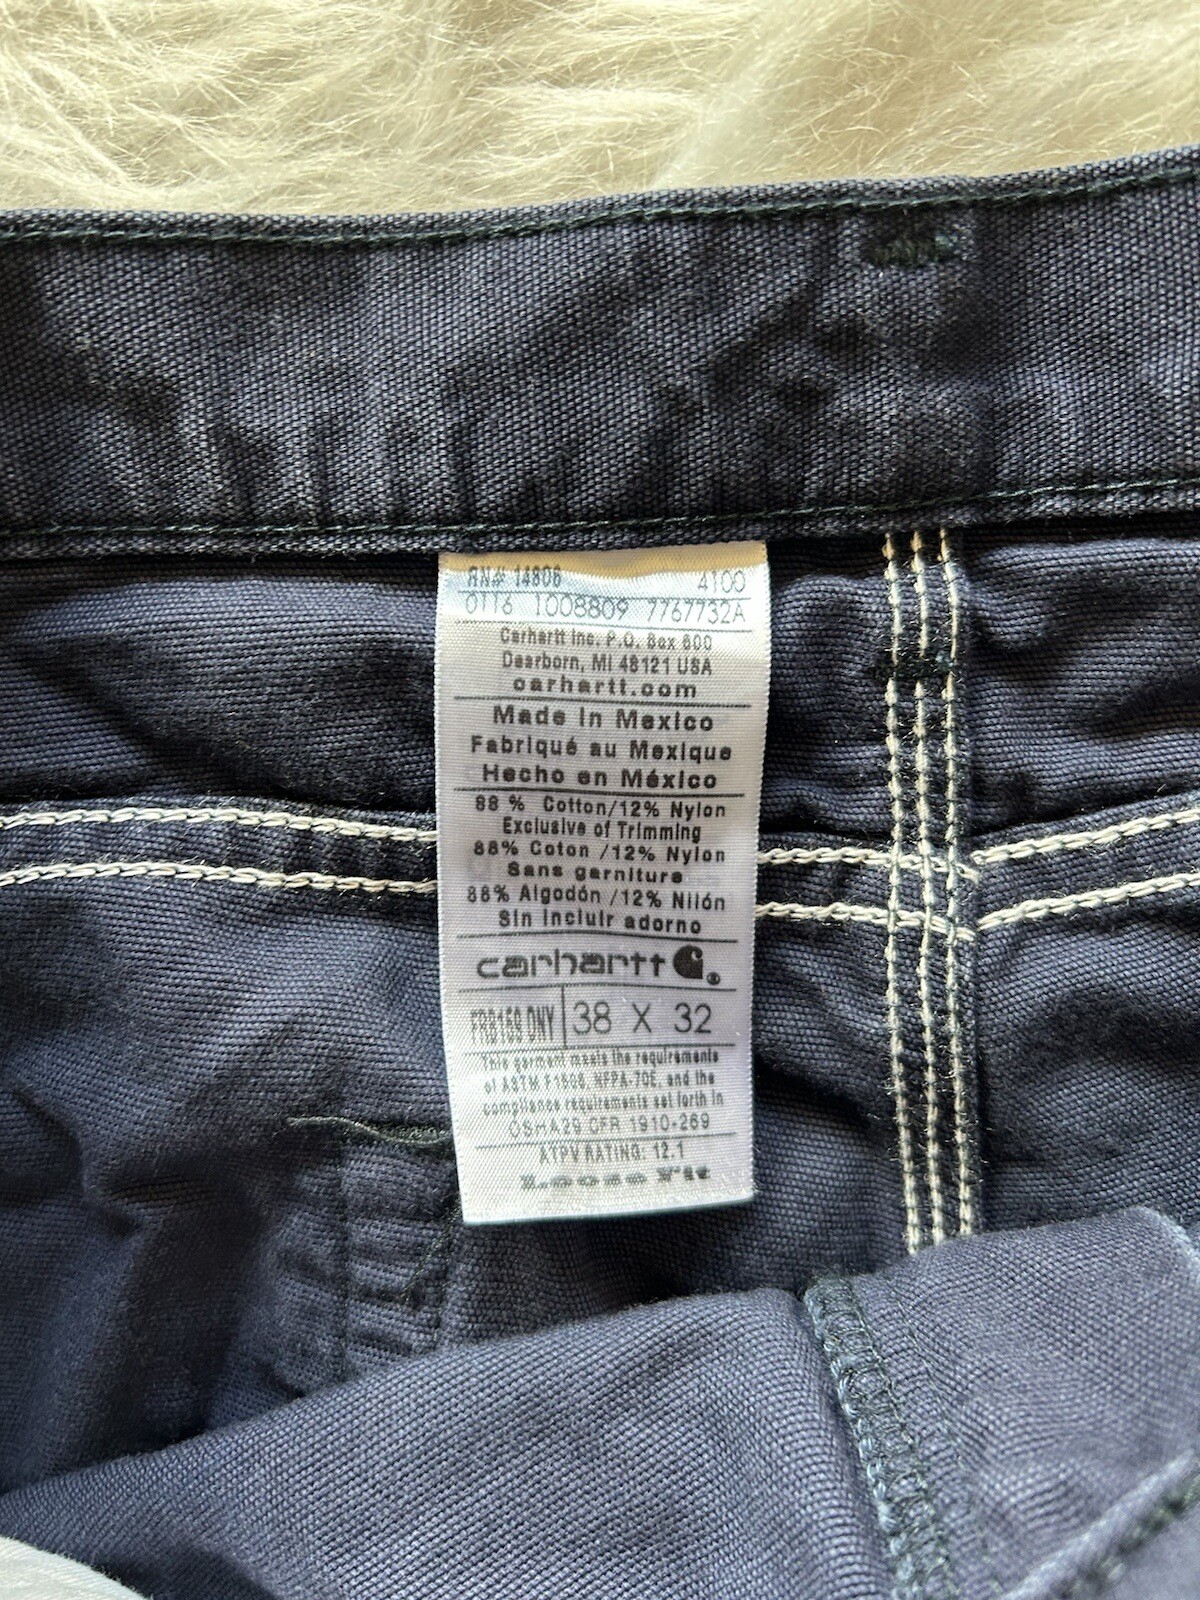 RN# 14806 4100
0116 1008809 7767732A
Carhartt Inc. P.O. Box 600
Dearborn, MI 48121 USA
carhartt.com
Made in Mexico
Fabriqué au Mexique
Hecho en México
88 % Cotton/12% Nylon
Exclusive of Trimming
88% Coton /12% Nylon
Sans garniture
88% Algodón /12% Nilón
Sin incluir adorno
carhartt
FRB159 DNY 38 X 32
This garment meets the requirements
of ASTM F1506, NFPA-70E, and the
compliance requirements set forth in
OSHA29 CFR 1910-269
ATPV RATING: 12.1
Loose Fit